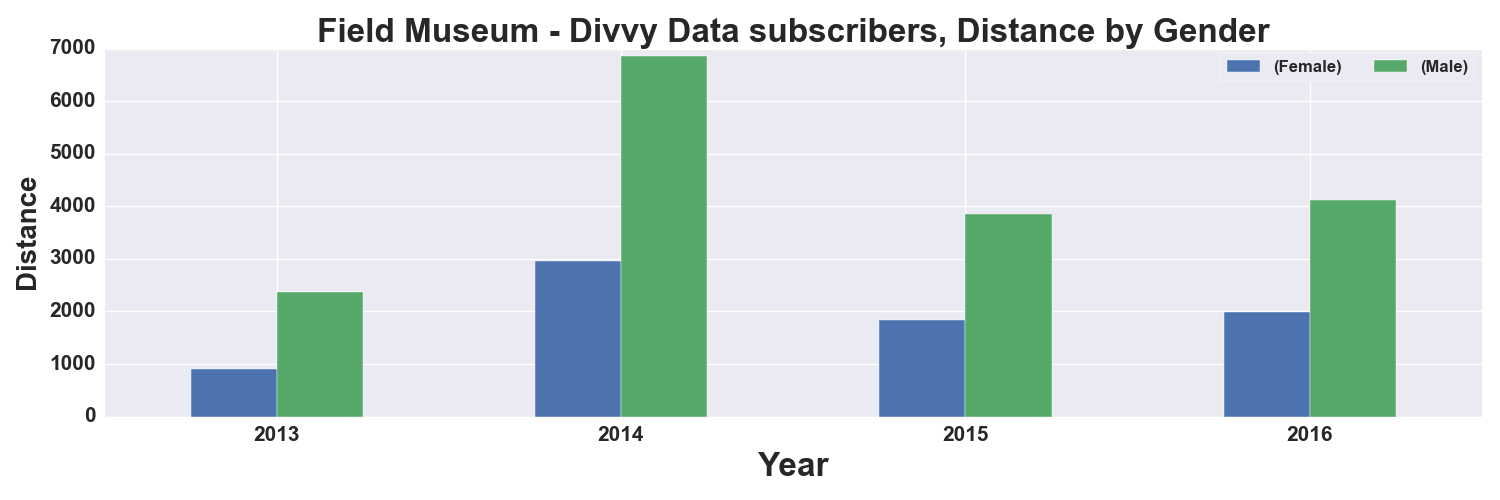 Field Museum - Divvy Data subscribers, Distance by Gender
7000
6000
5000
4000
3000
2000
1000
0
Distance
(Female) (Male)
2013 2014 2015 2016
Year